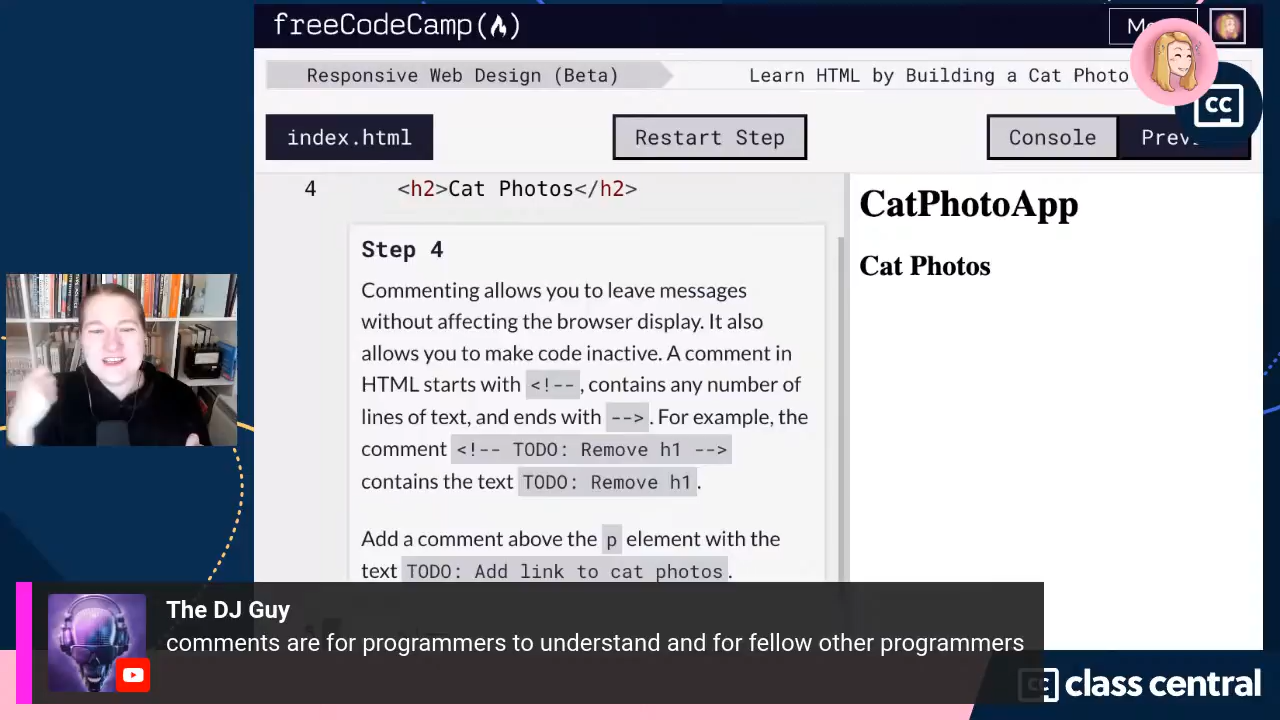 freeCodeCamp(🔥)
Responsive Web Design (Beta)
Learn HTML by Building a Cat Photo
index.html
Restart Step
Console
4
<h2>Cat Photos</h2>
CatPhotoApp
Cat Photos
Step 4
Commenting allows you to leave messages
without affecting the browser display. It also
allows you to make code inactive. A comment in
HTML starts with <!--, contains any number of
lines of text, and ends with -->. For example, the
comment <!-- TODO: Remove h1 -->
contains the text TODO: Remove h1.
Add a comment above the p element with the
text TODO: Add link to cat photos.
The DJ Guy
comments are for programmers to understand and for fellow other programmers
CC
class central